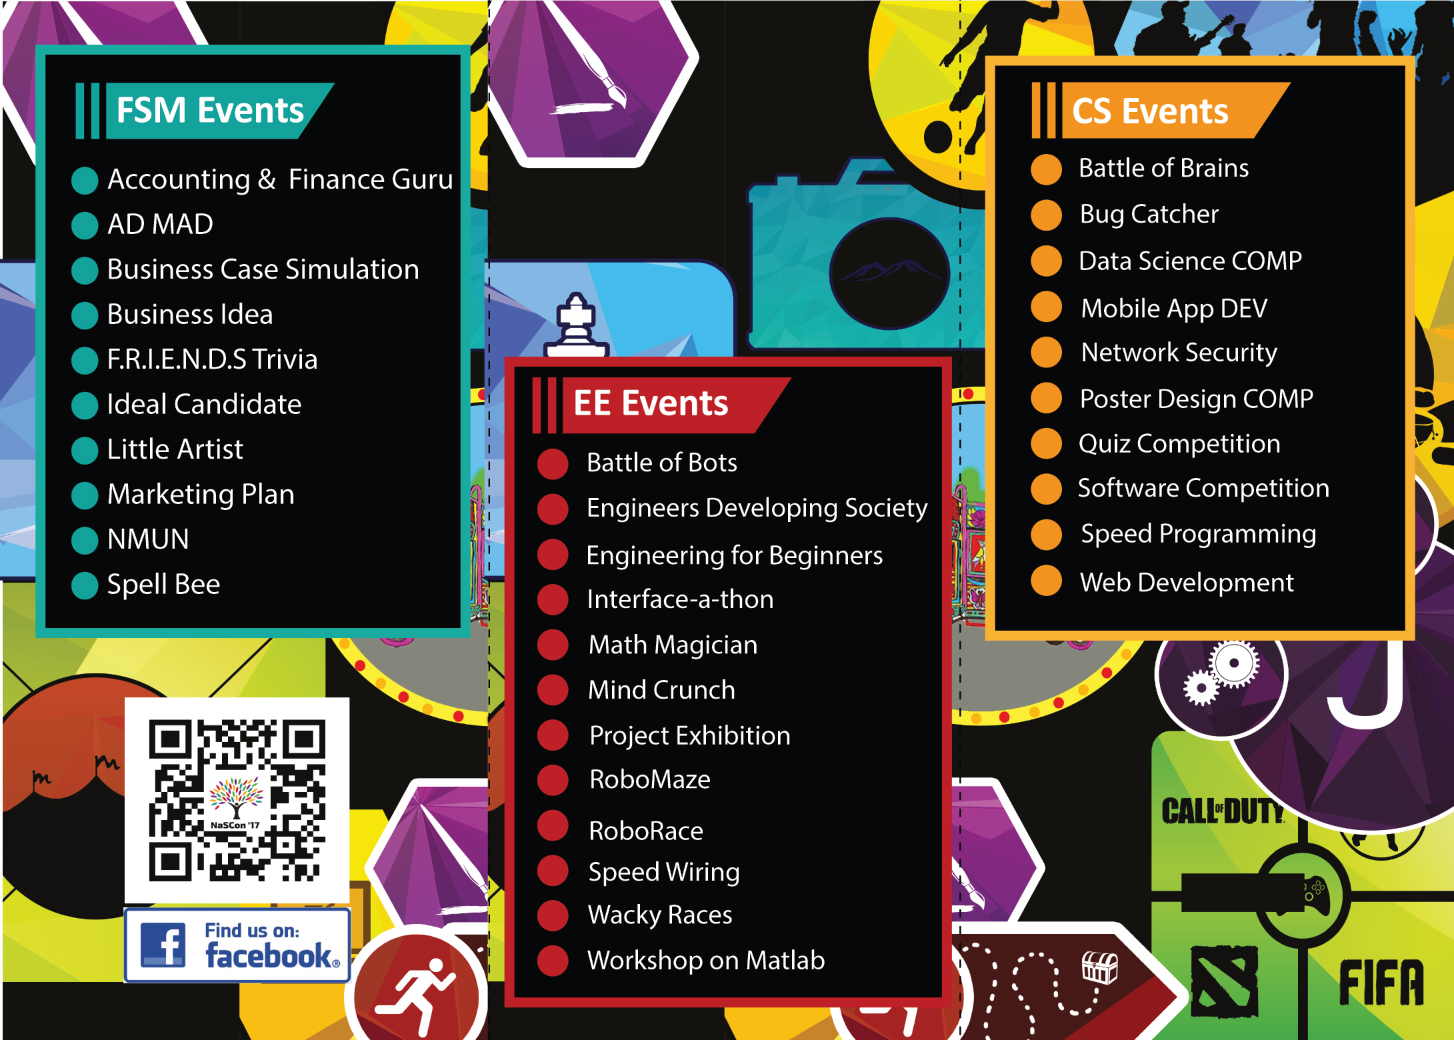 FSM Events
Accounting & Finance Guru
AD MAD
Business Case Simulation
Business Idea
F.R.I.E.N.D.S Trivia
Ideal Candidate
Little Artist
Marketing Plan
NMUN
Spell Bee
NaSCon '17
Find us on:
facebook®
EE Events
Battle of Bots
Engineers Developing Society
Engineering for Beginners
Interface-a-thon
Math Magician
Mind Crunch
Project Exhibition
RoboMaze
RoboRace
Speed Wiring
Wacky Races
Workshop on Matlab
CS Events
Battle of Brains
Bug Catcher
Data Science COMP
Mobile App DEV
Network Security
Poster Design COMP
Quiz Competition
Software Competition
Speed Programming
Web Development
J
CALL OF DUTY
FIFA